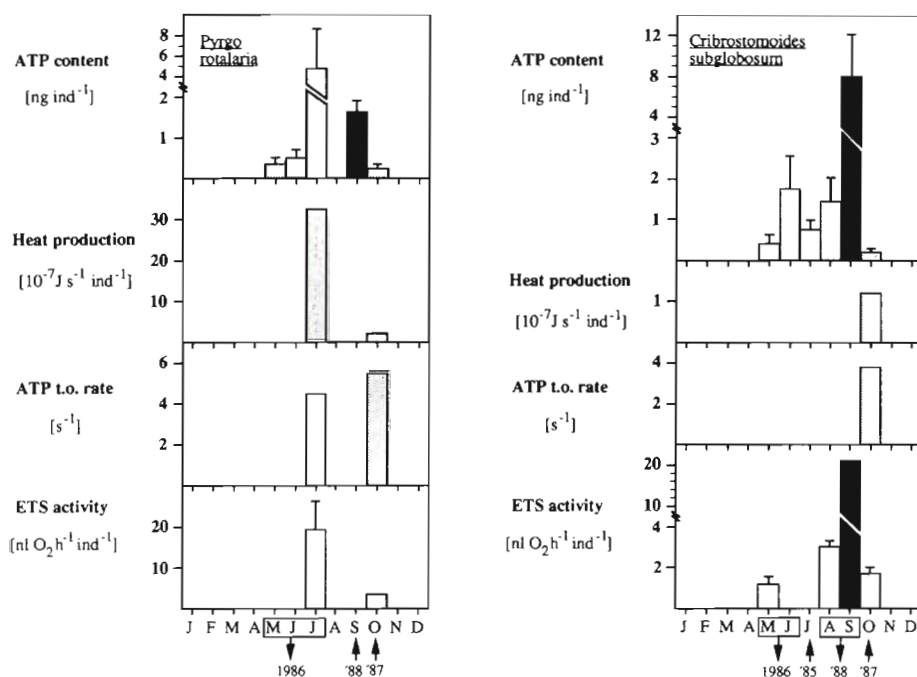 Pyrgo
rotalaria
ATP content
[ng ind⁻¹]
8
6
4
2
1
Heat production
[10⁻⁷J s⁻¹ ind⁻¹]
30
20
10
ATP t.o. rate
[s⁻¹]
6
4
2
ETS activity
[nl O₂h⁻¹ ind⁻¹]
20
10
J F M A M J J A S O N D
1986 '88 '87
Cribrostomoides
subglobosum
ATP content
[ng ind⁻¹]
12
8
4
3
2
1
Heat production
[10⁻⁷J s⁻¹ ind⁻¹]
1
ATP t.o. rate
[s⁻¹]
4
2
ETS activity
[nl O₂h⁻¹ ind⁻¹]
20
10
4
2
J F M A M J J A S O N D
1986 '85 '88 '87